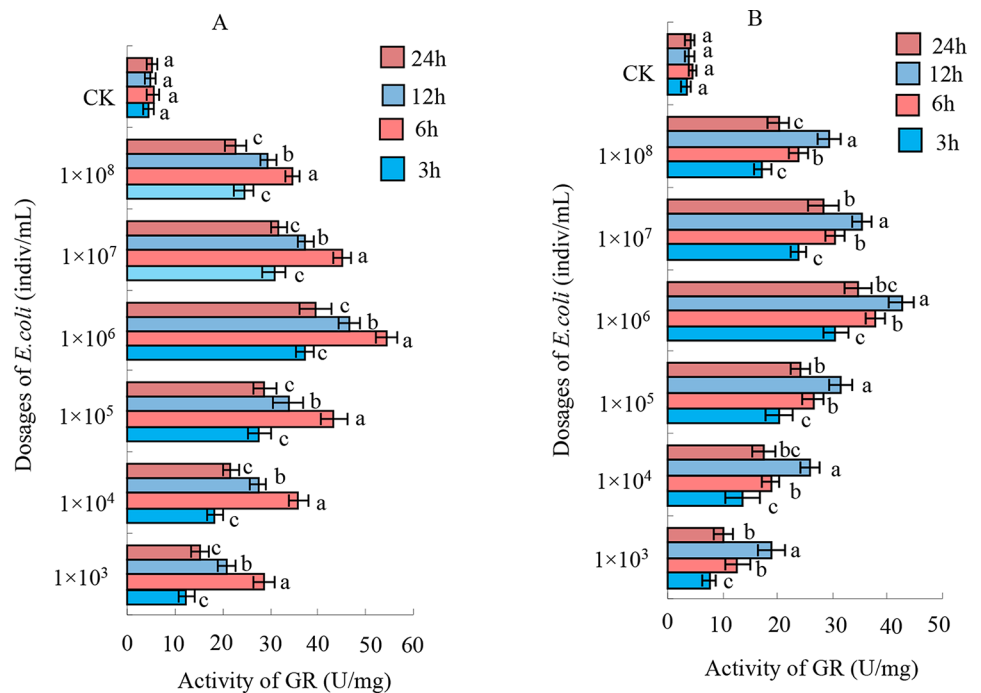 A
24h
12h
6h
3h
CK
a
a
a
a
1×10⁸
c
b
a
c
1×10⁷
c
b
a
c
1×10⁶
c
b
a
c
1×10⁵
c
b
a
c
1×10⁴
c
b
a
c
1×10³
c
b
a
c
Dosages of E.coli (indiv/mL)
0 10 20 30 40 50 60
Activity of GR (U/mg)
B
24h
12h
6h
3h
CK
a
a
a
a
1×10⁸
c
a
b
c
1×10⁷
b
a
b
c
1×10⁶
bc
a
b
c
1×10⁵
b
a
b
c
1×10⁴
bc
a
b
c
1×10³
b
a
b
c
Dosages of E.coli (indiv/mL)
0 10 20 30 40 50
Activity of GR (U/mg)